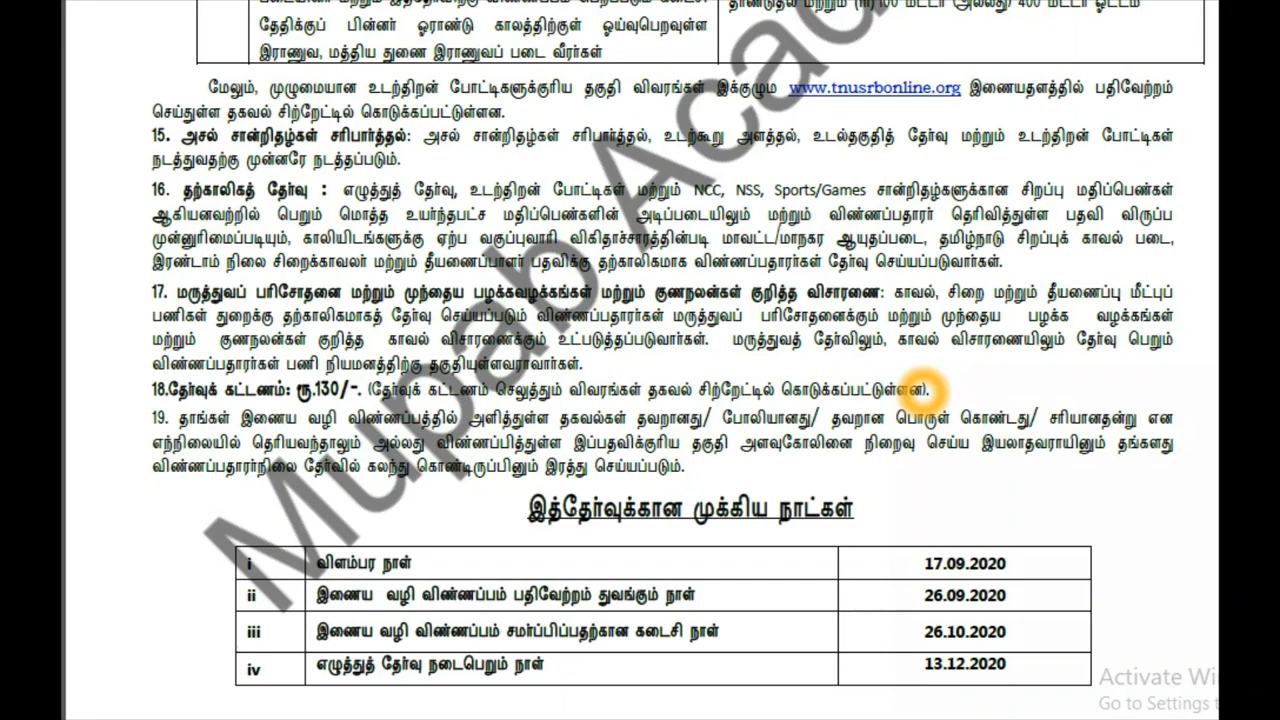 தேதிக்குப் பின்னர் ஓராண்டு காலத்திற்குள் ஓய்வுபெறவுள்ள
இராணுவ, மத்திய துணை இராணுவப் படை வீரர்கள்
தாண்டுதல் மற்றும் (iii) 100 மீட்டர் அல்லது 400 மீட்டர் ஓட்டம்
மேலும், முழுமையான உடற்திறன் போட்டிகளுக்குரிய தகுதி விவரங்கள் இக்குழும www.tnusrbonline.org இணையதளத்தில் பதிவேற்றம்
செய்துள்ள தகவல் சிற்றேட்டில் கொடுக்கப்பட்டுள்ளன.
15. அசல் சான்றிதழ்கள் சரிபார்த்தல்: அசல் சான்றிதழ்கள் சரிபார்த்தல், உடற்கூறு அளத்தல், உடல்தகுதித் தேர்வு மற்றும் உடற்திறன் போட்டிகள்
நடத்துவதற்கு முன்னரே நடத்தப்படும்.
16. தற்காலிகத் தேர்வு : எழுத்துத் தேர்வு, உடற்திறன் போட்டிகள் மற்றும் NCC, NSS, Sports/Games சான்றிதழ்களுக்கான சிறப்பு மதிப்பெண்கள்
ஆகியனவற்றில் பெறும் மொத்த உயர்ந்தபட்ச மதிப்பெண்களின் அடிப்படையிலும் மற்றும் விண்ணப்பதாரர் தெரிவித்துள்ள பதவி விருப்ப
முன்னுரிமைப்படியும், காலியிடங்களுக்கு ஏற்ப வகுப்புவாரி விகிதாச்சாரத்தின்படி மாவட்ட/மாநகர ஆயுதப்படை, தமிழ்நாடு சிறப்புக் காவல் படை,
இரண்டாம் நிலை சிறைக்காவலர் மற்றும் தீயணைப்பாளர் பதவிக்கு தற்காலிகமாக விண்ணப்பதாரர்கள் தேர்வு செய்யப்படுவார்கள்.
17. மருத்துவப் பரிசோதனை மற்றும் முந்தைய பழக்கவழக்கங்கள் மற்றும் குணநலன்கள் குறித்த விசாரணை: காவல், சிறை மற்றும் தீயணைப்பு மீட்புப்
பணிகள் துறைக்கு தற்காலிகமாகத் தேர்வு செய்யப்படும் விண்ணப்பதாரர்கள் மருத்துவப் பரிசோதனைக்கும் மற்றும் முந்தைய பழக்க வழக்கங்கள்
மற்றும் குணநலன்கள் குறித்த காவல் விசாரணைக்கும் உட்படுத்தப்படுவார்கள். மருத்துவத் தேர்விலும், காவல் விசாரணையிலும் தேர்வு பெறும்
விண்ணப்பதாரர்கள் பணி நியமனத்திற்கு தகுதியுள்ளவராவார்கள்.
18.தேர்வுக் கட்டணம்: ரூ.130/-. (தேர்வுக் கட்டணம் செலுத்தும் விவரங்கள் தகவல் சிற்றேட்டில் கொடுக்கப்பட்டுள்ளன).
19. தாங்கள் இணைய வழி விண்ணப்பத்தில் அளித்துள்ள தகவல்கள் தவறானது/ போலியானது/ தவறான பொருள் கொண்டது/ சரியானதன்று என
எந்நிலையில் தெரியவந்தாலும் அல்லது விண்ணப்பித்துள்ள இப்பதவிக்குரிய தகுதி அளவுகோலினை நிறைவு செய்ய இயலாதவராயினும் தங்களது
விண்ணப்பதாரர்நிலை தேர்வில் கலந்து கொண்டிருப்பினும் இரத்து செய்யப்படும்.
இத்தேர்வுக்கான முக்கிய நாட்கள்
i விளம்பர நாள் 17.09.2020
ii இணைய வழி விண்ணப்பம் பதிவேற்றம் துவங்கும் நாள் 26.09.2020
iii இணைய வழி விண்ணப்பம் சமர்ப்பிப்பதற்கான கடைசி நாள் 26.10.2020
iv எழுத்துத் தேர்வு நடைபெறும் நாள் 13.12.2020
Mupab Acad
Activate Wi
Go to Settings t